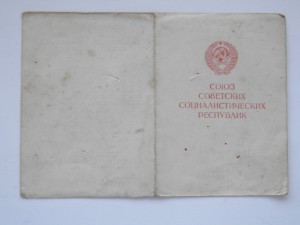 СОЮЗ
СОВЕТСКИХ
СОЦИАЛИСТИЧЕСКИХ
РЕСПУБЛИК